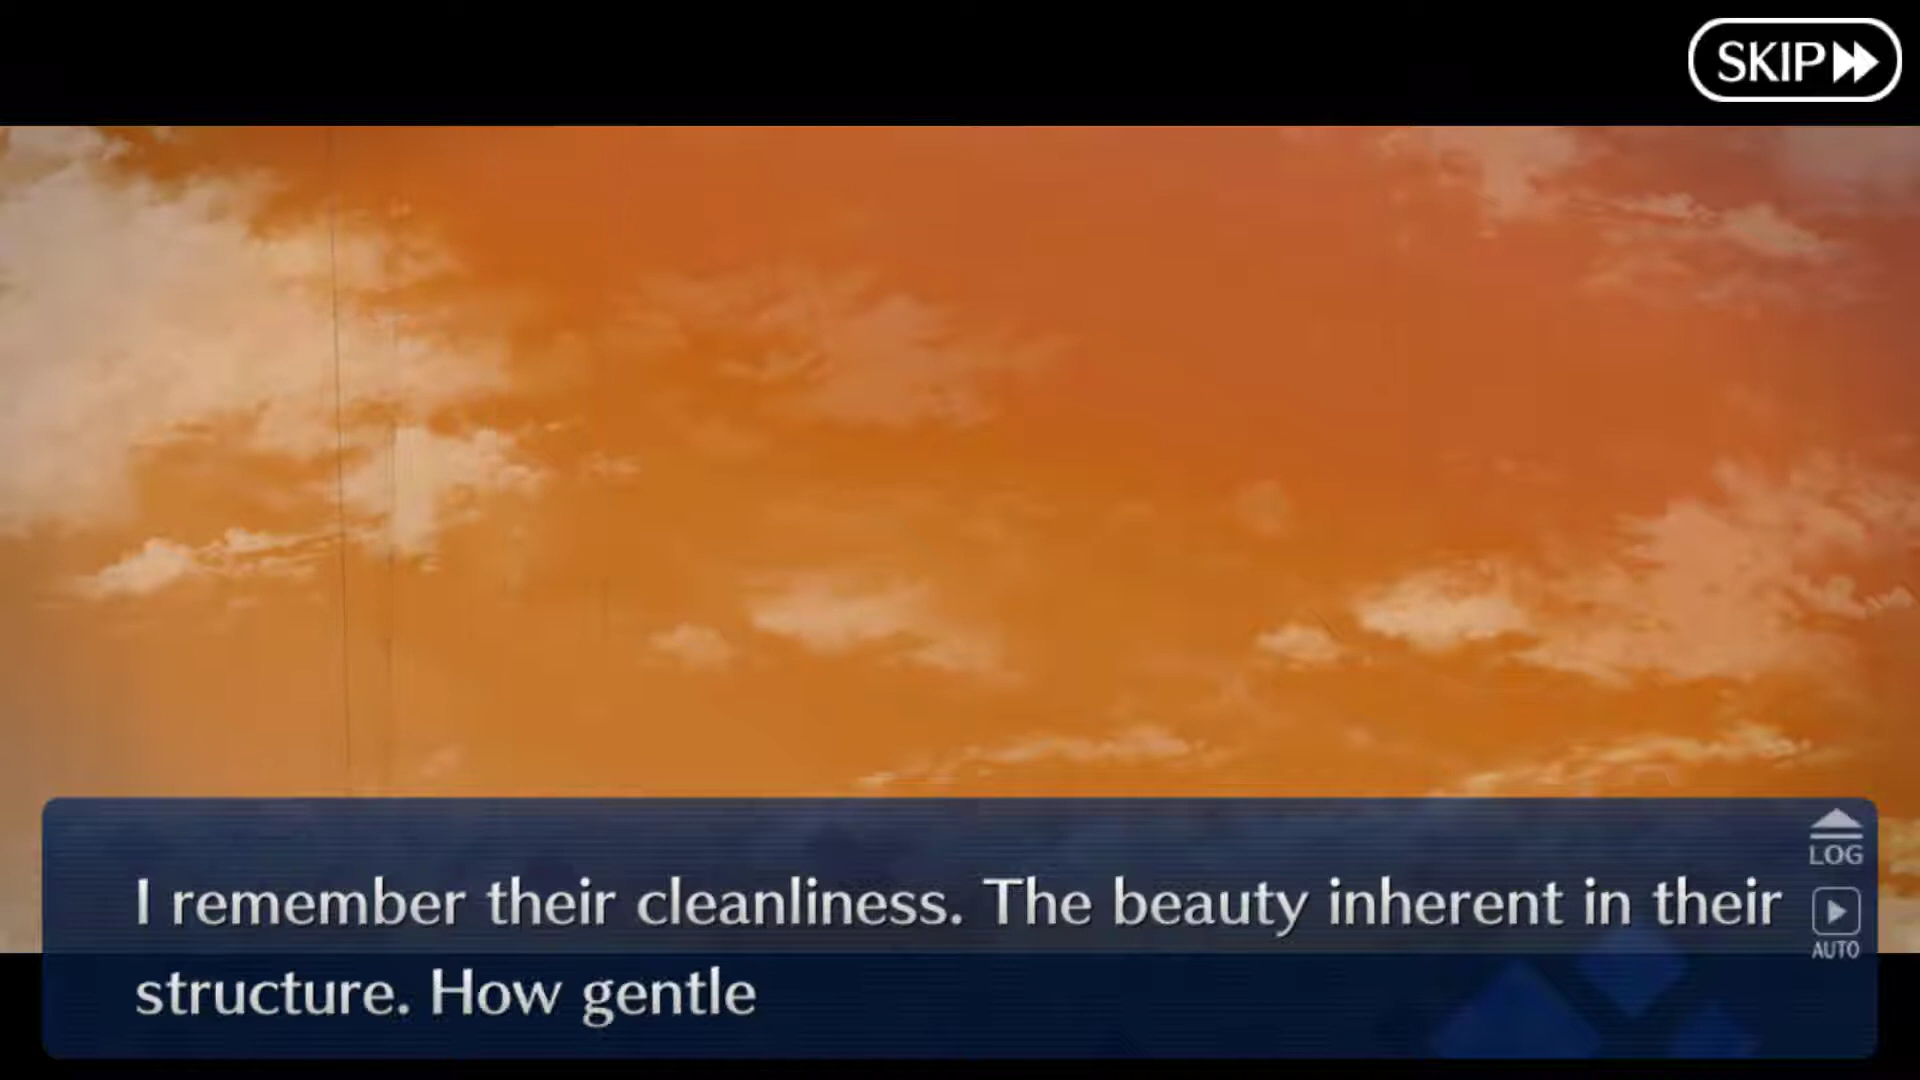 SKIP
I remember their cleanliness. The beauty inherent in their
structure. How gentle
LOG
AUTO